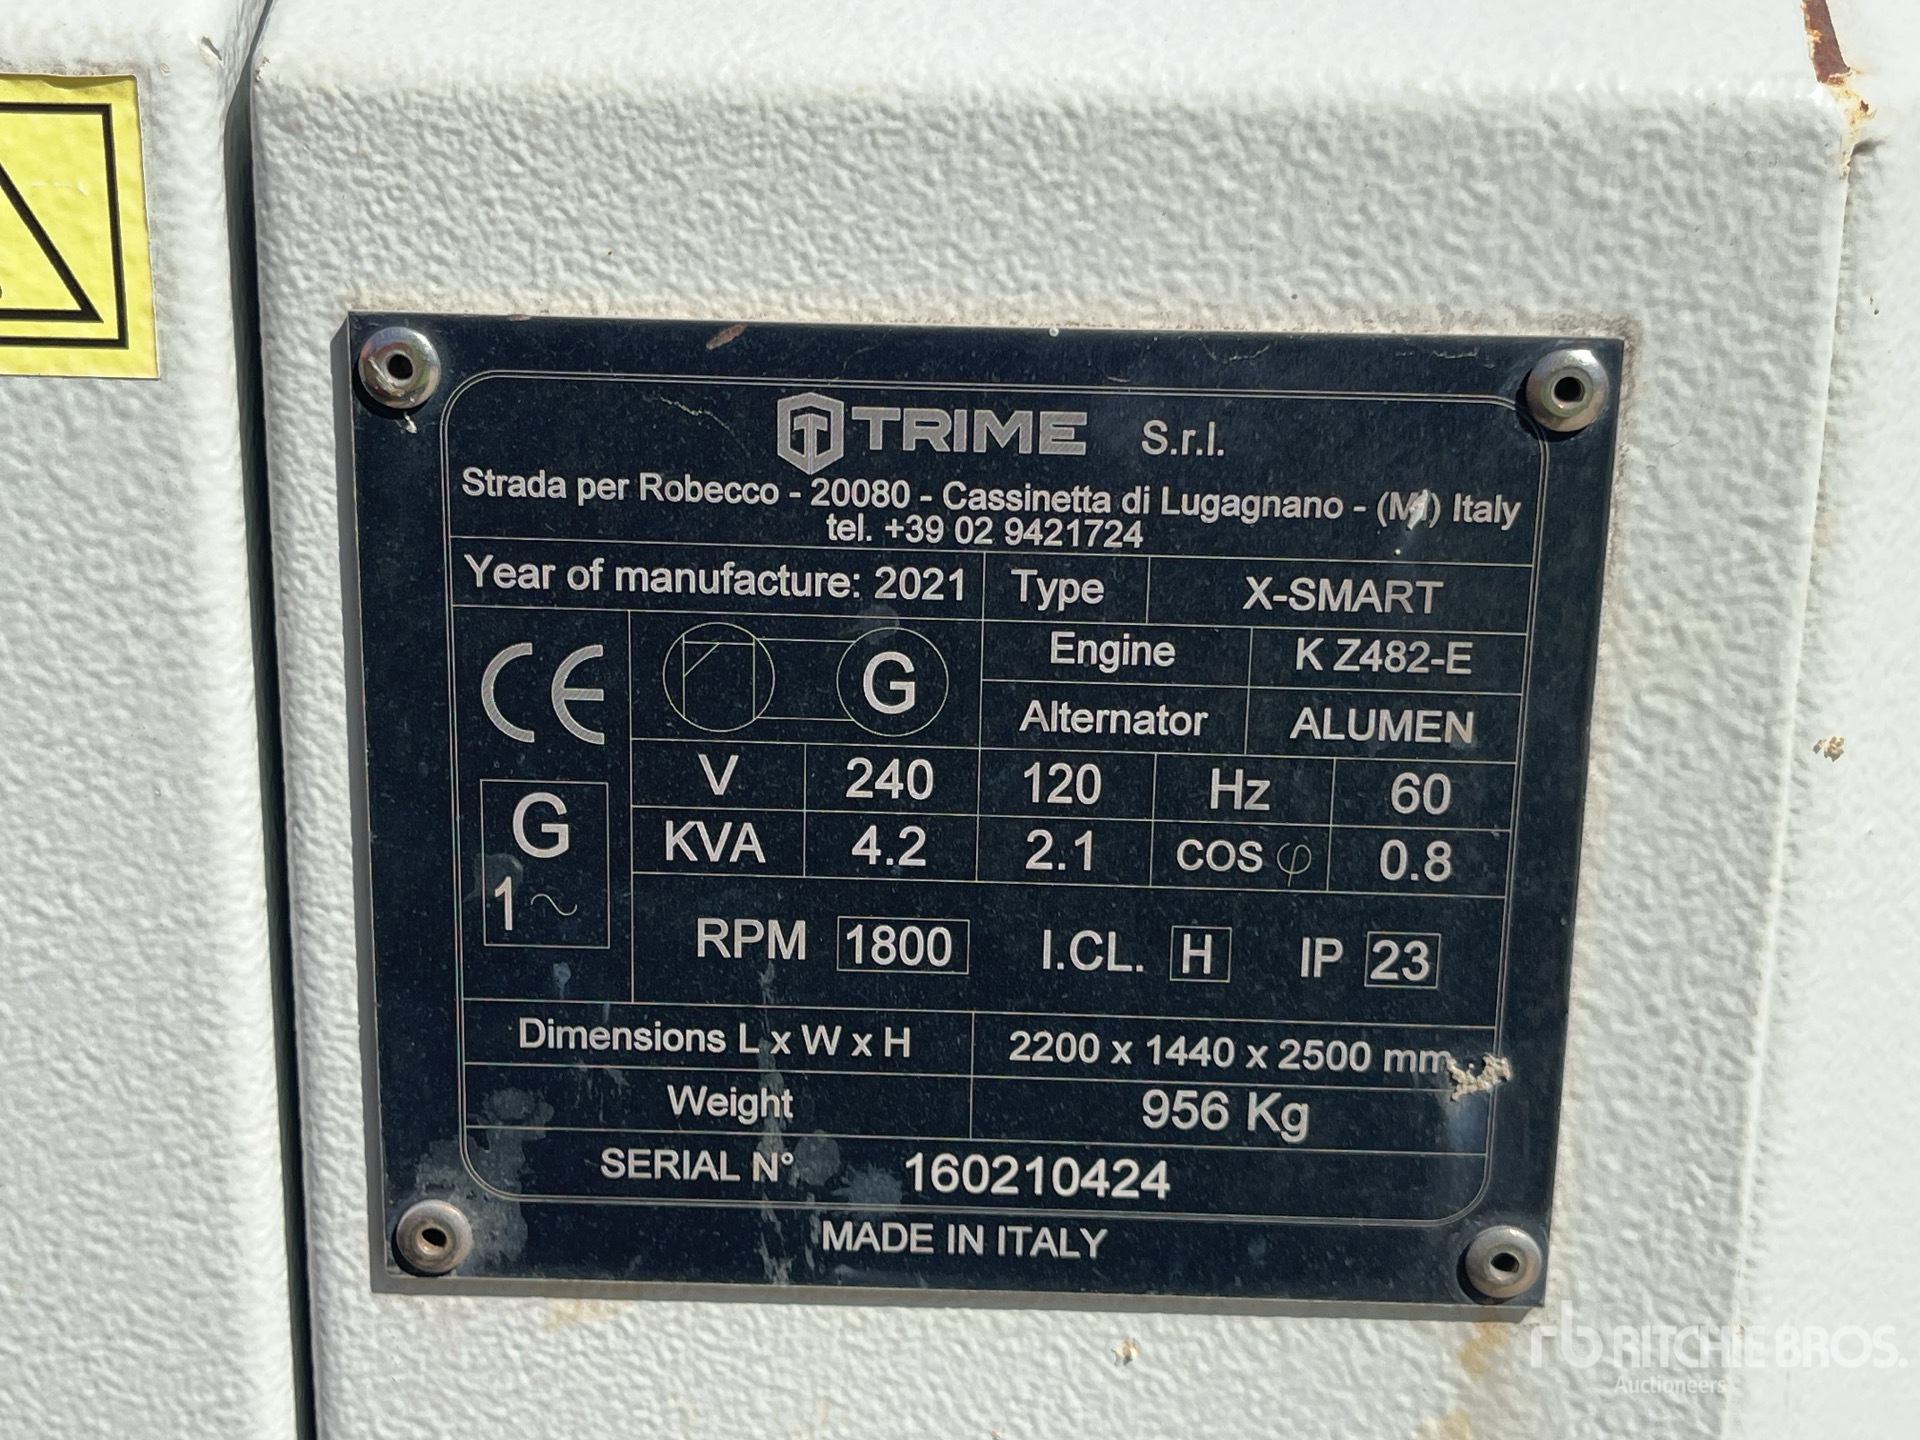 TRIME S.r.l.
Strada per Robecco - 20080 - Cassinetta di Lugagnano - (MI) Italy
tel. +39 02 9421724
Year of manufacture: 2021 Type X-SMART
CE G Engine K Z482-E
Alternator ALUMEN
V 240 120 Hz 60
KVA 4.2 2.1 COS φ 0.8
G
1~
RPM 1800 I.CL. H IP 23
Dimensions L x W x H 2200 x 1440 x 2500 mm
Weight 956 Kg
SERIAL N° 160210424
MADE IN ITALY
rb RITCHIE BROS.
Auctioneers